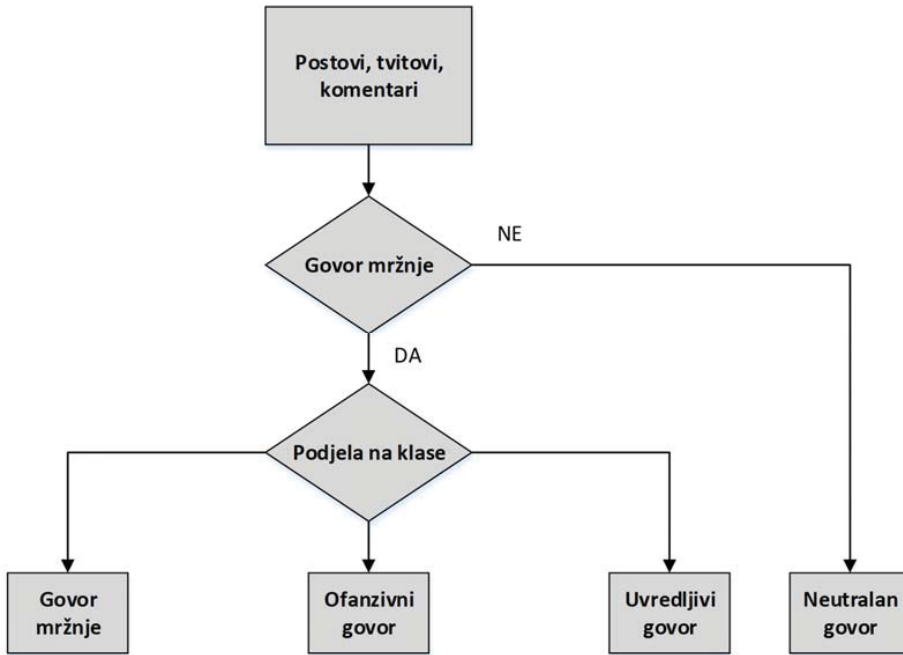 Postovi, tvitovi,
komentari
NE
Govor mržnje
DA
Podjela na klase
Govor
mržnje
Ofanzivni
govor
Uvredljivi
govor
Neutralan
govor